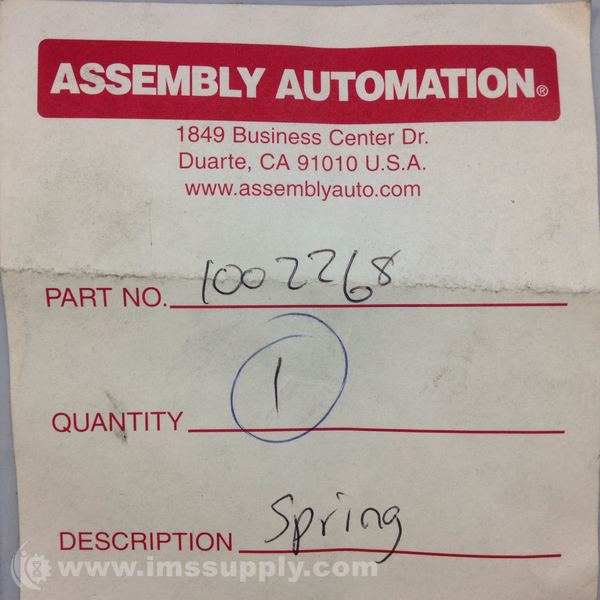 ASSEMBLY AUTOMATION®
1849 Business Center Dr.
Duarte, CA 91010 U.S.A.
www.assemblyauto.com
PART NO. 1002268
QUANTITY 1
DESCRIPTION Spring
www.imssupply.com